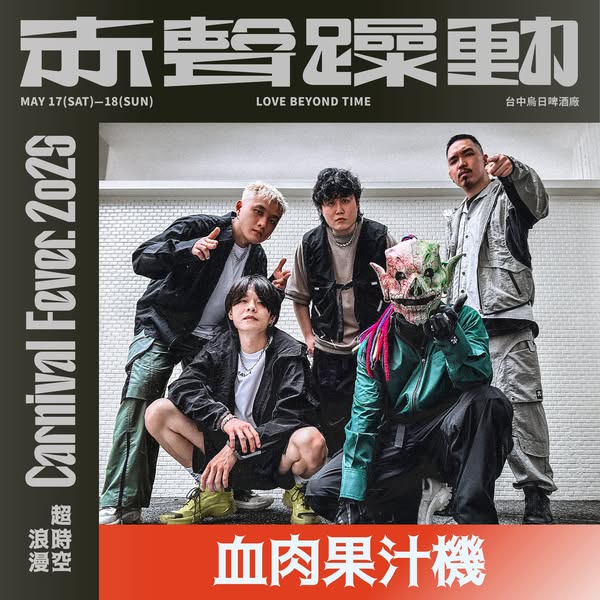 赤聲躁動
MAY 17(SAT)—18(SUN)
LOVE BEYOND TIME
台中烏日啤酒廠
Carnival Fever 2025
超時空
浪漫
血肉果汁機